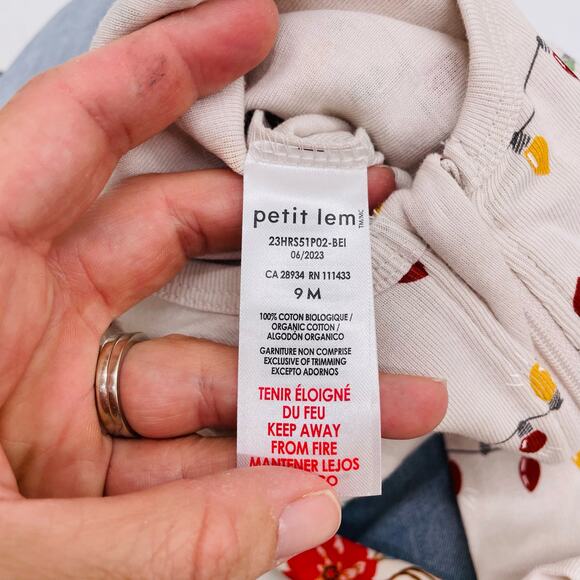 petit lem TM/MC
23HRS51P02-BEI
06/2023
CA 28934 RN 111433
9 M
100% COTON BIOLOGIQUE /
ORGANIC COTTON /
ALGODÓN ORGANICO
GARNITURE NON COMPRISE
EXCLUSIVE OF TRIMMING
EXCEPTO ADORNOS
TENIR ÉLOIGNÉ
DU FEU
KEEP AWAY
FROM FIRE
MANTENER LEJOS